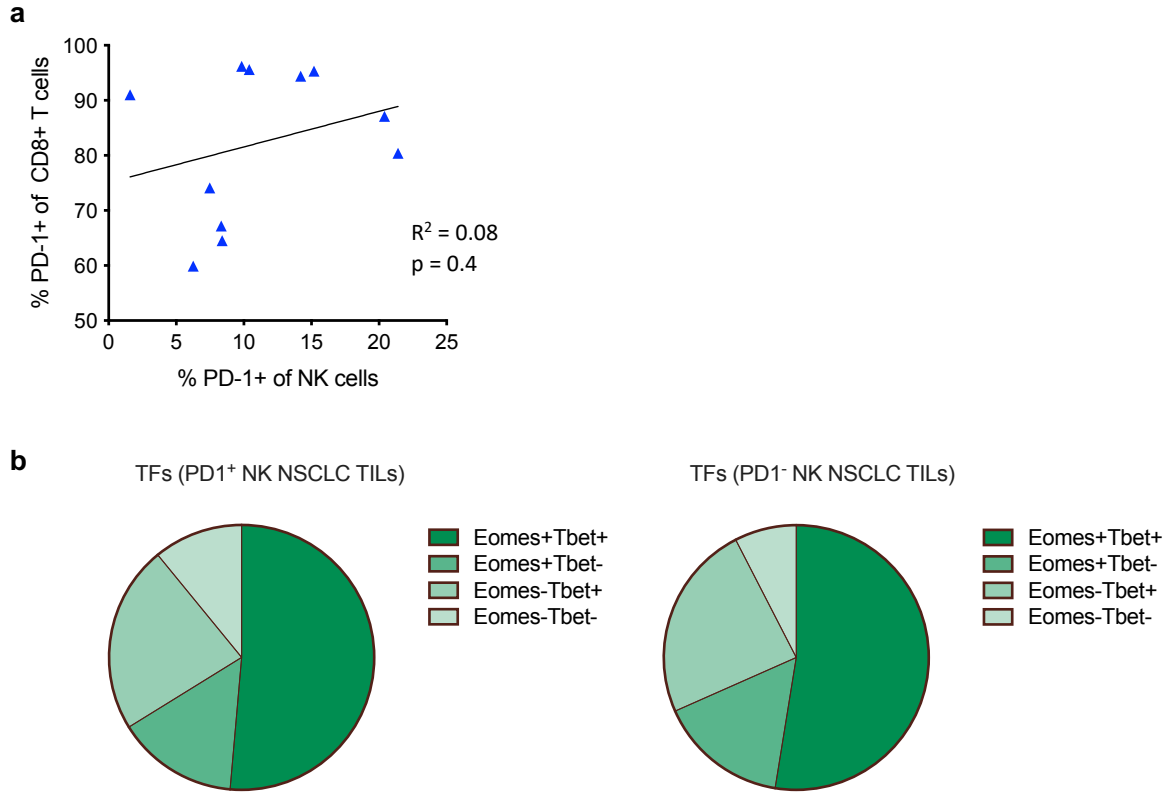 a
% PD-1+ of CD8+ T cells
100
90
80
70
60
50
0 5 10 15 20 25
% PD-1+ of NK cells
R² = 0.08
p = 0.4
b
TFs (PD1⁺ NK NSCLC TILs)
Eomes+Tbet+
Eomes+Tbet-
Eomes-Tbet+
Eomes-Tbet-
TFs (PD1⁻ NK NSCLC TILs)
Eomes+Tbet+
Eomes+Tbet-
Eomes-Tbet+
Eomes-Tbet-